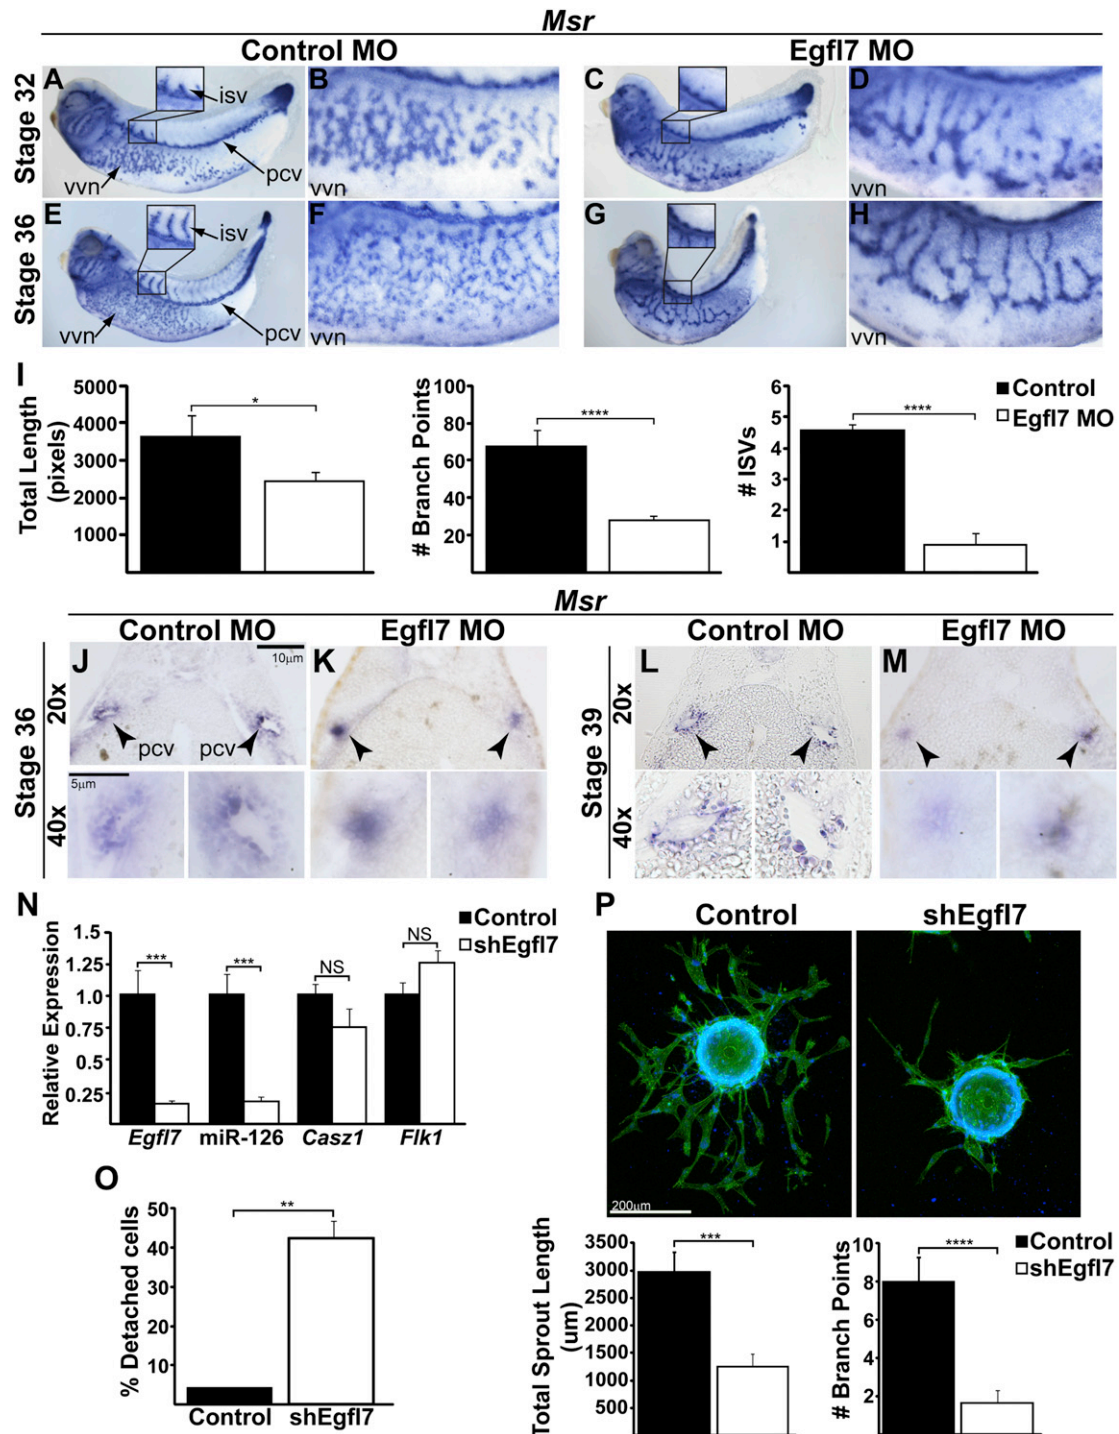 Msr
Control MO
Egfl7 MO
Stage 32
A
isv
vvn
pcv
B
vvn
C
D
vvn
Stage 36
E
isv
vvn
pcv
F
vvn
G
H
vvn
I
Total Length
(pixels)
5000
4000
3000
2000
1000
*
# Branch Points
100
80
60
40
20
****
# ISVs
6
5
4
3
2
1
****
Control
Egfl7 MO
Msr
Control MO
Egfl7 MO
Control MO
Egfl7 MO
Stage 36
20x
J
10μm
pcv
pcv
K
40x
5μm
Stage 39
20x
L
M
40x
N
Relative Expression
1.5
1.25
1.0
0.75
0.5
0.25
***
***
NS
NS
Control
shEgfl7
Egfl7
miR-126
Casz1
Flk1
O
% Detached cells
50
40
30
20
10
**
Control
shEgfl7
P
Control
shEgfl7
200μm
Total Sprout Length
(um)
3500
3000
2500
2000
1500
1000
500
***
# Branch Points
10
8
6
4
2
****
Control
shEgfl7